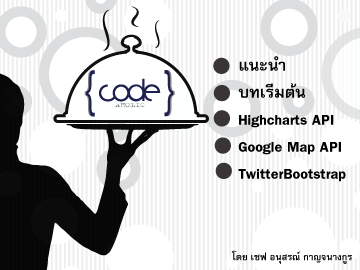 {code}
AHOLIC
แนะนำ
บทเริ่มต้น
Highcharts API
Google Map API
TwitterBootstrap
โดย เชฟ อนุสรณ์ กาญจนางกูร